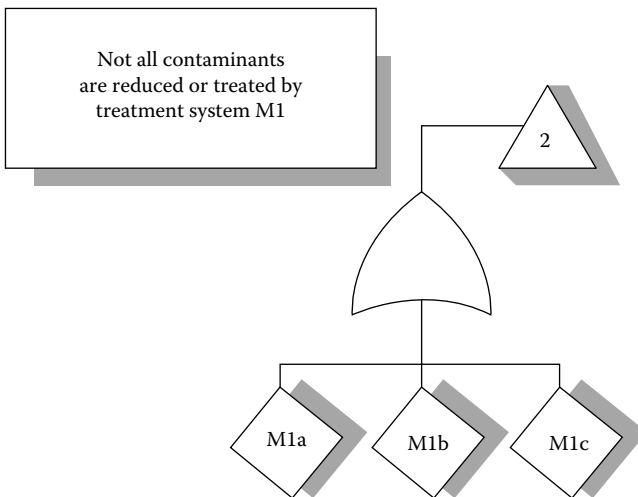 Not all contaminants
are reduced or treated by
treatment system M1
2
M1a
M1b
M1c